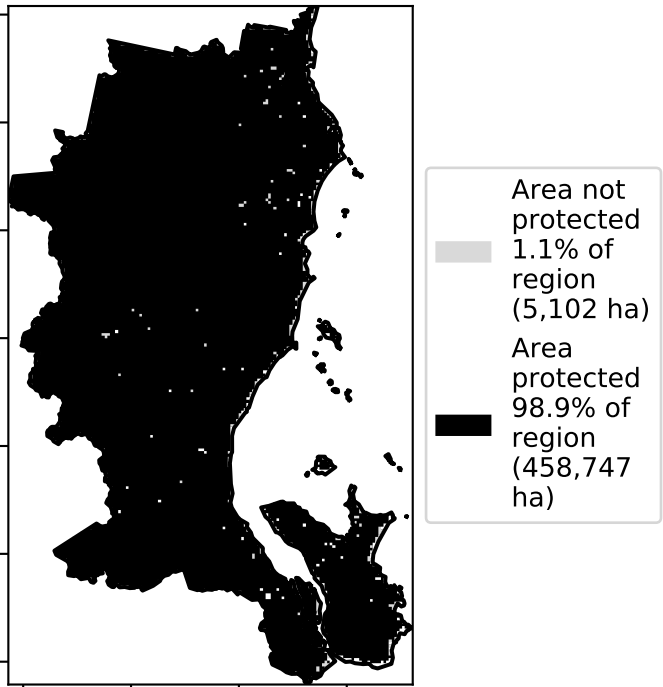 Area not
protected
1.1% of
region
(5,102 ha)
Area
protected
98.9% of
region
(458,747
ha)